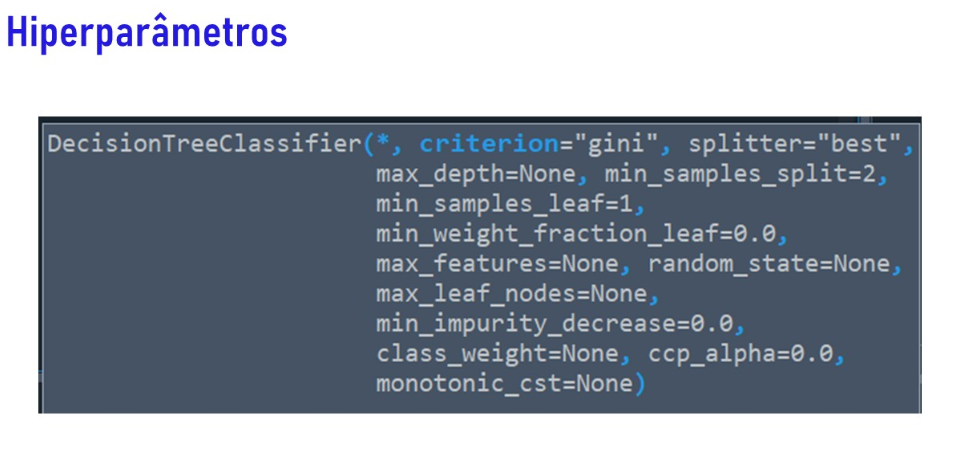 Hiperparâmetros
DecisionTreeClassifier(*, criterion="gini", splitter="best",
max_depth=None, min_samples_split=2,
min_samples_leaf=1,
min_weight_fraction_leaf=0.0,
max_features=None, random_state=None,
max_leaf_nodes=None,
min_impurity_decrease=0.0,
class_weight=None, ccp_alpha=0.0,
monotonic_cst=None)